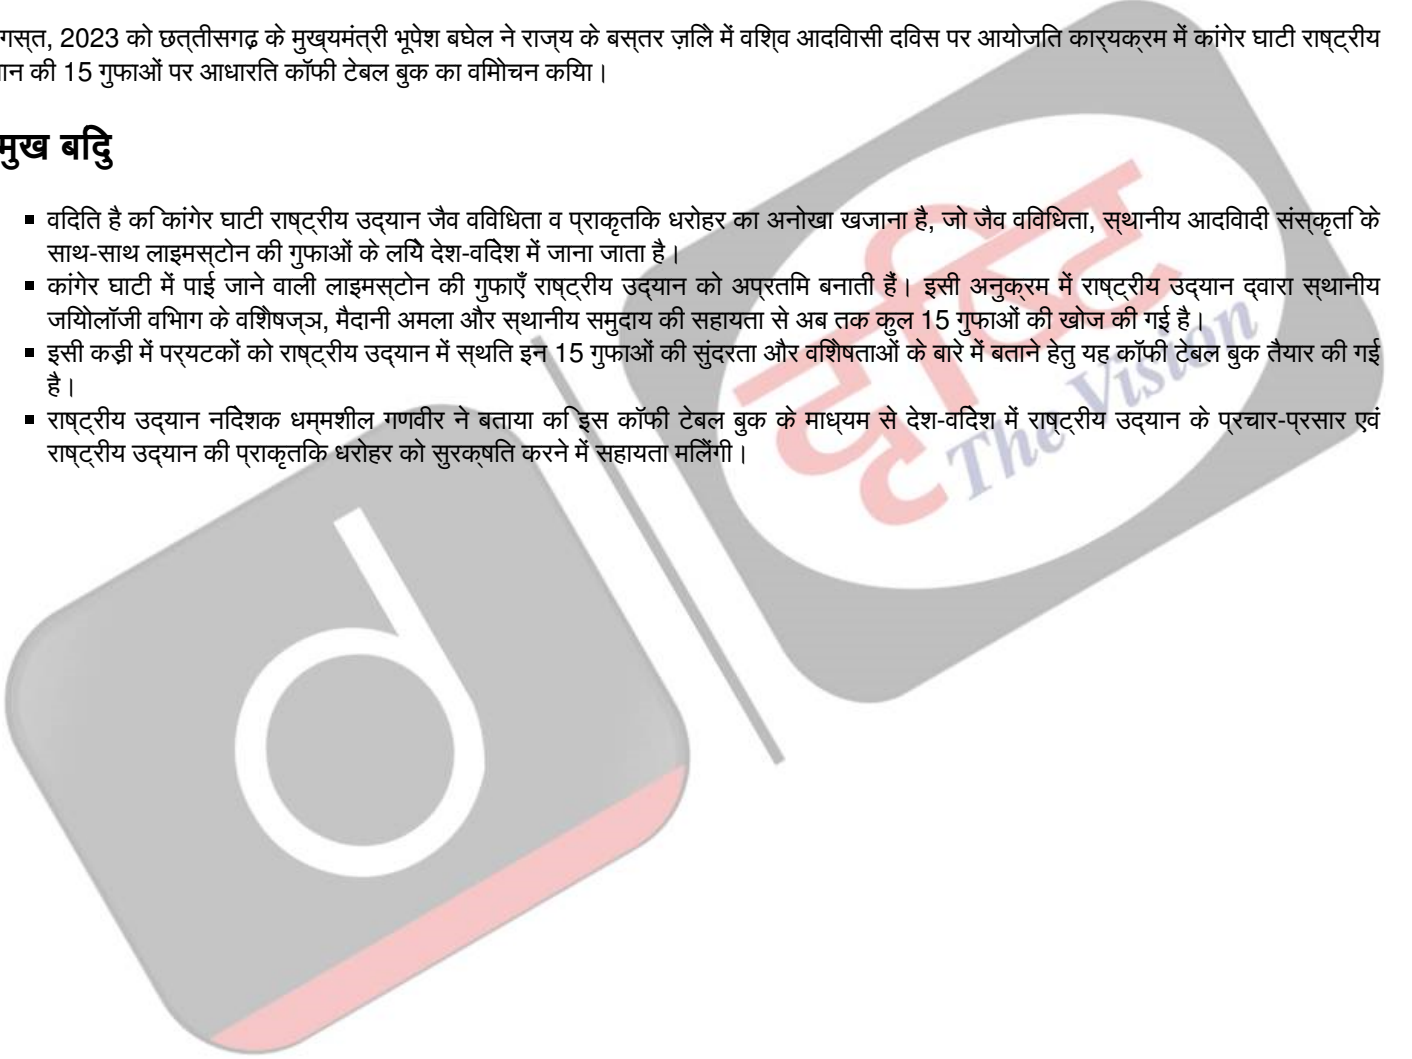 गस्त, 2023 को छत्तीसगढ़ के मुख्यमंत्री भूपेश बघेल ने राज्य के बस्तर ज़िले में विश्व आदिवासी दिवस पर आयोजित कार्यक्रम में कांगेर घाटी राष्ट्रीय
ान की 15 गुफाओं पर आधारित कॉफी टेबल बुक का विमोचन किया।
मुख बिंदु
विदित है कि कांगेर घाटी राष्ट्रीय उद्यान जैव विविधिता व प्राकृतिक धरोहर का अनोखा खजाना है, जो जैव विविधिता, स्थानीय आदिवादी संस्कृति के
साथ-साथ लाइमस्टोन की गुफाओं के लिये देश-विदेश में जाना जाता है।
कांगेर घाटी में पाई जाने वाली लाइमस्टोन की गुफाएँ राष्ट्रीय उद्यान को अप्रतिम बनाती हैं। इसी अनुक्रम में राष्ट्रीय उद्यान द्वारा स्थानीय
जियोलॉजी विभाग के विशेषज्ञ, मैदानी अमला और स्थानीय समुदाय की सहायता से अब तक कुल 15 गुफाओं की खोज की गई है।
इसी कड़ी में पर्यटकों को राष्ट्रीय उद्यान में स्थित इन 15 गुफाओं की सुंदरता और विशेषताओं के बारे में बताने हेतु यह कॉफी टेबल बुक तैयार की गई
है।
राष्ट्रीय उद्यान निदेशक धम्मशील गणवीर ने बताया कि इस कॉफी टेबल बुक के माध्यम से देश-विदेश में राष्ट्रीय उद्यान के प्रचार-प्रसार एवं
राष्ट्रीय उद्यान की प्राकृतिक धरोहर को सुरक्षित करने में सहायता मिलेंगी।
d
दृष्टि
The Vision